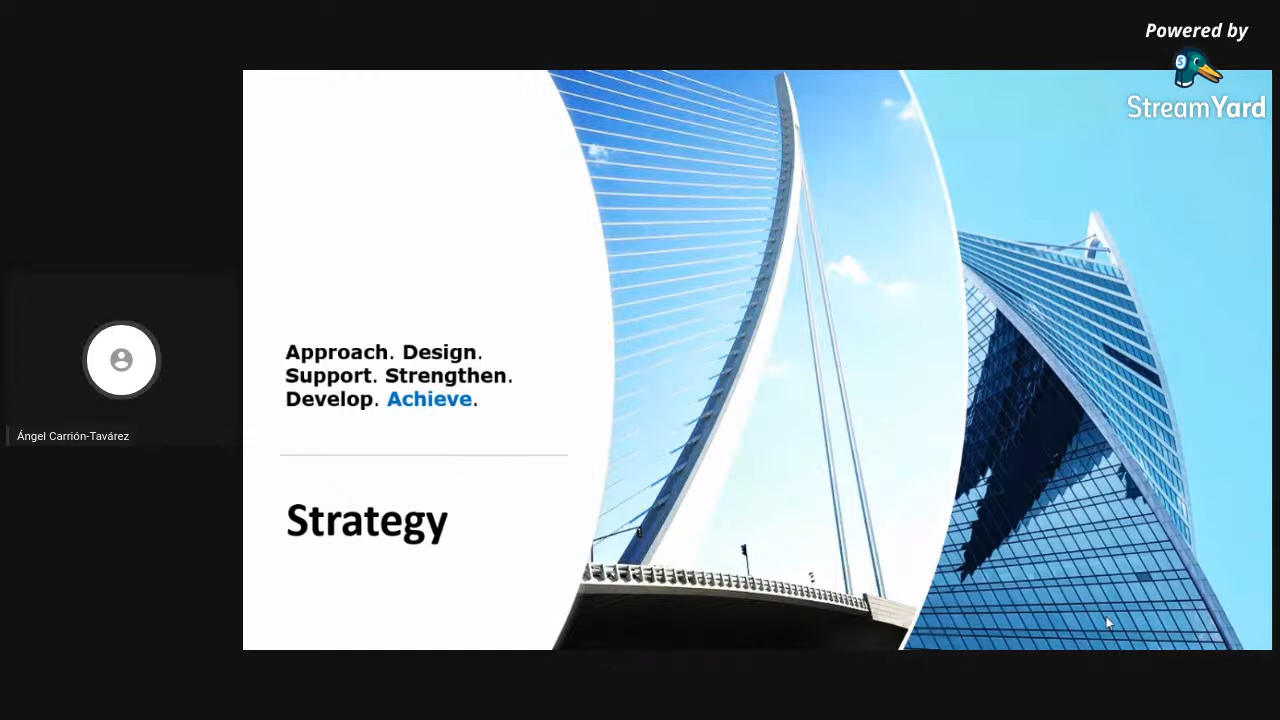 Powered by
StreamYard
Approach. Design.
Support. Strengthen.
Develop. Achieve.
Ángel Carrión-Tavárez
Strategy